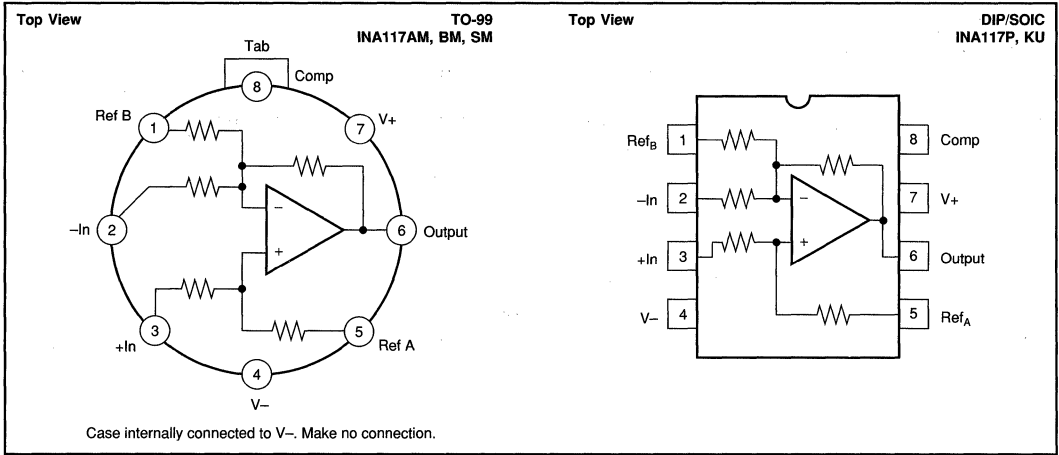 Top View
TO-99
INA117AM, BM, SM
Tab
8
Comp
Ref B
1
7
V+
–In
2
–
+
6
Output
3
+In
5
Ref A
4
V–
Case internally connected to V–. Make no connection.
Top View
DIP/SOIC
INA117P, KU
RefB
1
8
Comp
–In
2
–
7
V+
+In
3
+
6
Output
V–
4
5
RefA